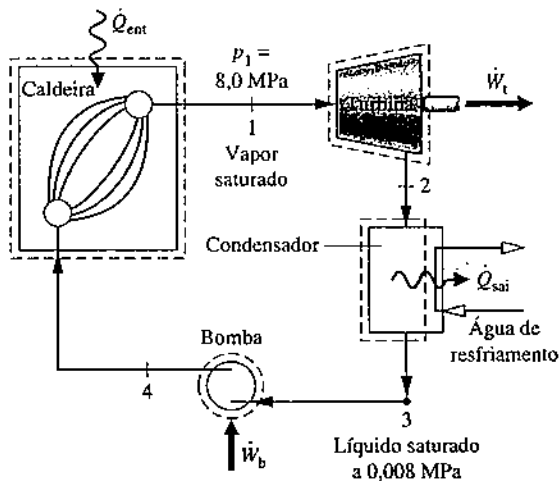 Q̇ent
Caldeira
p1 =
8,0 MPa
1
Vapor
saturado
Turbina
Ẇt
2
Condensador
Q̇sai
Água de
resfriamento
Bomba
4
3
Ẇb
Líquido saturado
a 0,008 MPa